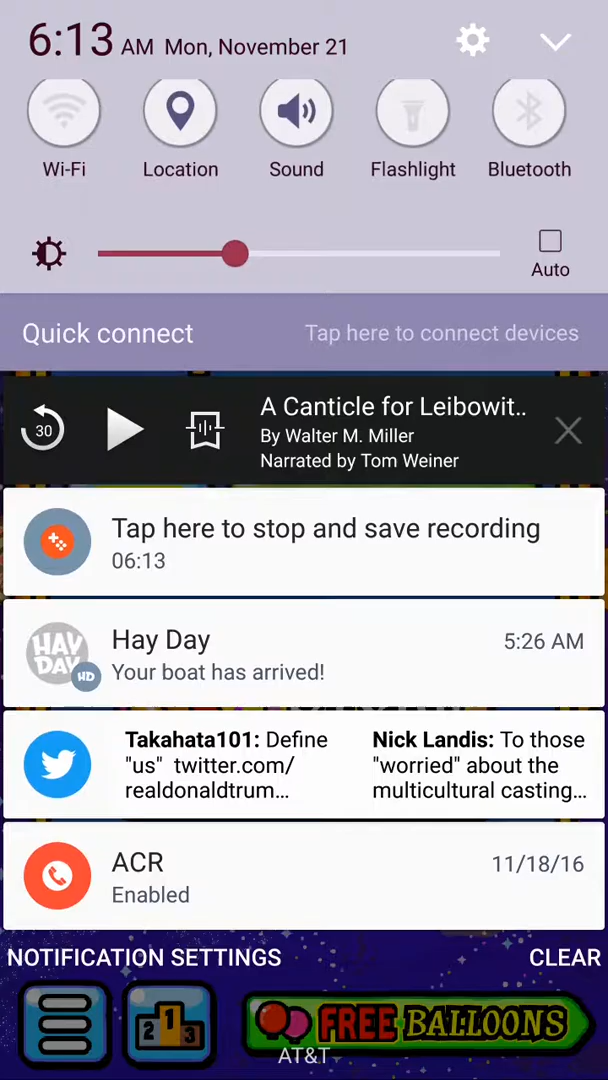 6:13 AM Mon, November 21
Wi-Fi
Location
Sound
Flashlight
Bluetooth
Auto
Quick connect
Tap here to connect devices
30
A Canticle for Leibowit..
By Walter M. Miller
Narrated by Tom Weiner
Tap here to stop and save recording
06:13
HAY
DAY
HD
Hay Day
5:26 AM
Your boat has arrived!
Takahata101: Define
"us" twitter.com/
realdonaldtrum...
Nick Landis: To those
"worried" about the
multicultural casting...
ACR
11/18/16
Enabled
NOTIFICATION SETTINGS
CLEAR
2 1 3
FREE BALLOONS
AT&T